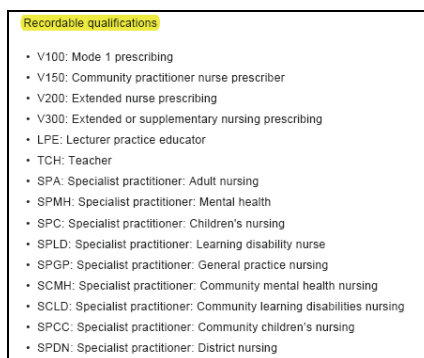 Recordable qualifications
• V100: Mode 1 prescribing
• V150: Community practitioner nurse prescriber
• V200: Extended nurse prescribing
• V300: Extended or supplementary nursing prescribing
• LPE: Lecturer practice educator
• TCH: Teacher
• SPA: Specialist practitioner: Adult nursing
• SPMH: Specialist practitioner: Mental health
• SPC: Specialist practitioner: Children's nursing
• SPLD: Specialist practitioner: Learning disability nurse
• SPGP: Specialist practitioner: General practice nursing
• SCMH: Specialist practitioner: Community mental health nursing
• SCLD: Specialist practitioner: Community learning disabilities nursing
• SPCC: Specialist practitioner: Community children's nursing
• SPDN: Specialist practitioner: District nursing